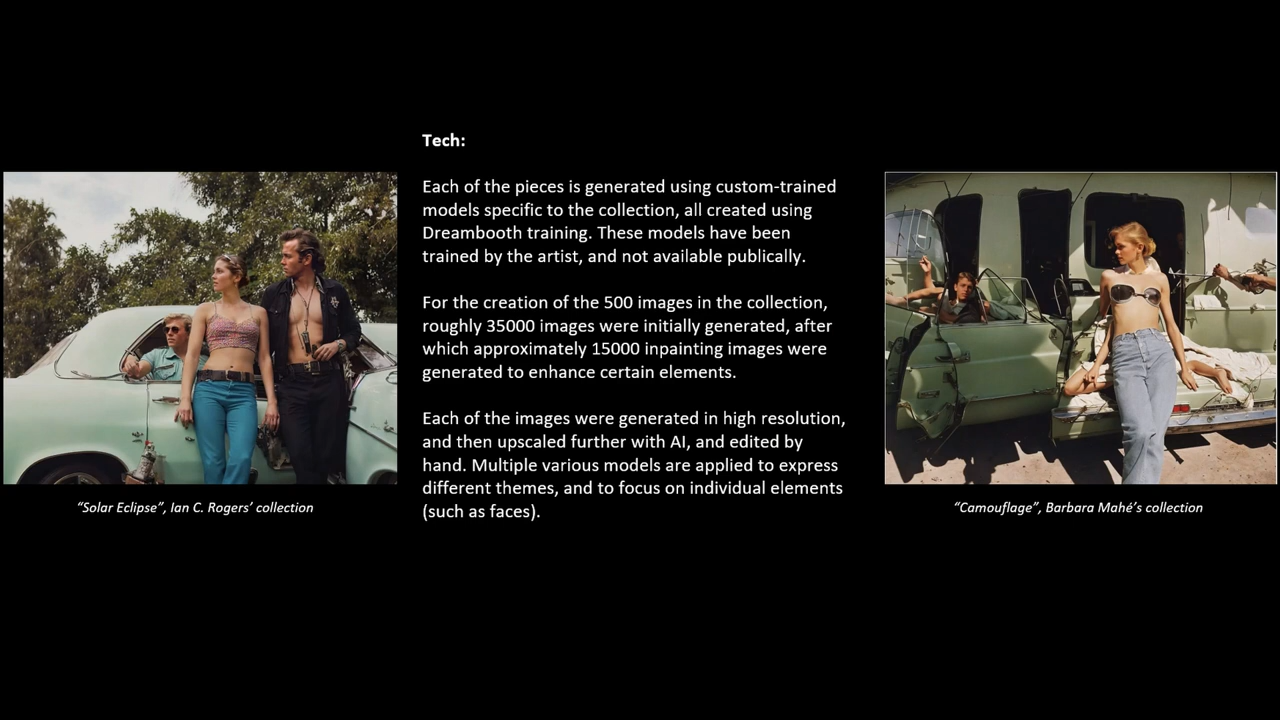 Tech:
Each of the pieces is generated using custom-trained
models specific to the collection, all created using
Dreambooth training. These models have been
trained by the artist, and not available publically.
For the creation of the 500 images in the collection,
roughly 35000 images were initially generated, after
which approximately 15000 inpainting images were
generated to enhance certain elements.
Each of the images were generated in high resolution,
and then upscaled further with AI, and edited by
hand. Multiple various models are applied to express
different themes, and to focus on individual elements
(such as faces).
“Solar Eclipse”, Ian C. Rogers’ collection
“Camouflage”, Barbara Mahé’s collection